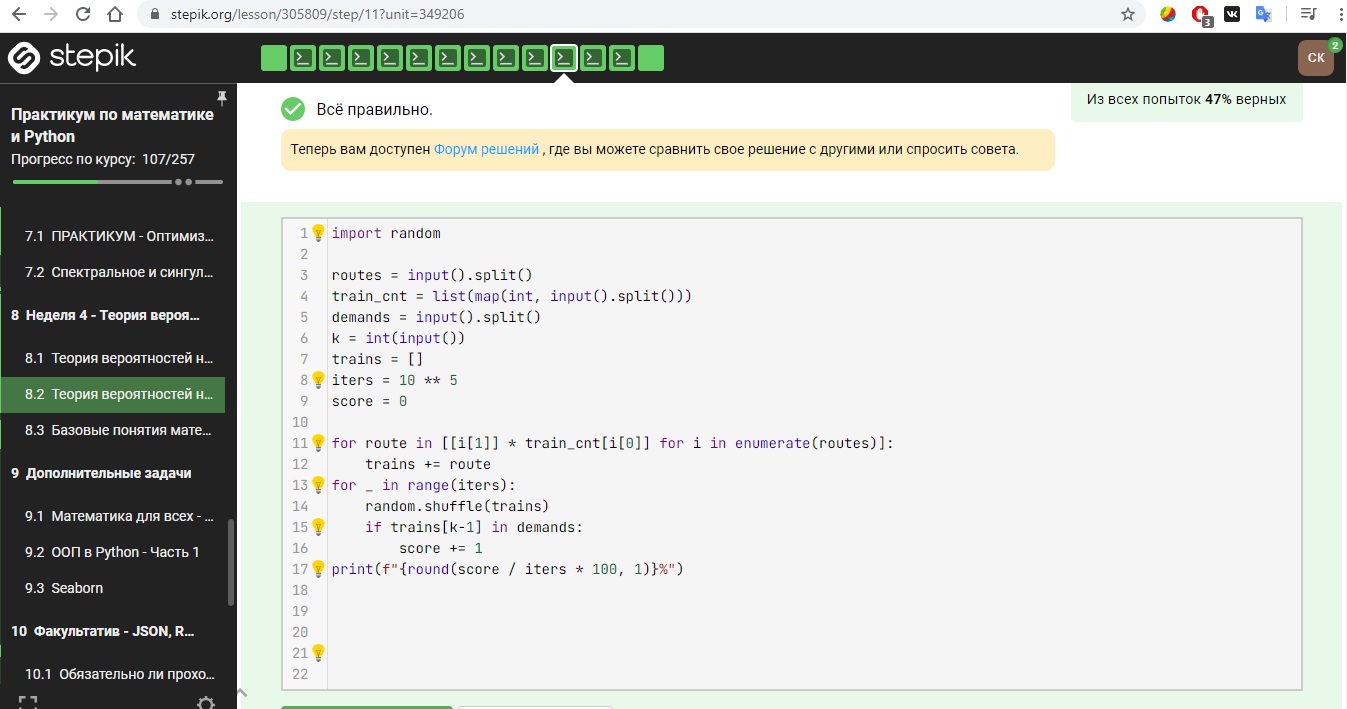 stepik.org/lesson/305809/step/11?unit=349206
3
stepik
СК
2
Практикум по математике
и Python
Прогресс по курсу: 107/257
7.1 ПРАКТИКУМ - Оптимиз...
7.2 Спектральное и сингул...
8 Неделя 4 - Теория вероя...
8.1 Теория вероятностей н...
8.2 Теория вероятностей н...
8.3 Базовые понятия мате...
9 Дополнительные задачи
9.1 Математика для всех - ...
9.2 ООП в Python - Часть 1
9.3 Seaborn
10 Факультатив - JSON, R...
10.1 Обязательно ли прохо...
Всё правильно.
Из всех попыток 47% верных
Теперь вам доступен Форум решений , где вы можете сравнить свое решение с другими или спросить совета.
1 import random
2
3 routes = input().split()
4 train_cnt = list(map(int, input().split()))
5 demands = input().split()
6 k = int(input())
7 trains = []
8 iters = 10 ** 5
9 score = 0
10
11 for route in [[i[1]] * train_cnt[i[0]] for i in enumerate(routes)]:
12     trains += route
13 for _ in range(iters):
14     random.shuffle(trains)
15     if trains[k-1] in demands:
16         score += 1
17 print(f"{round(score / iters * 100, 1)}%")
18
19
20
21
22